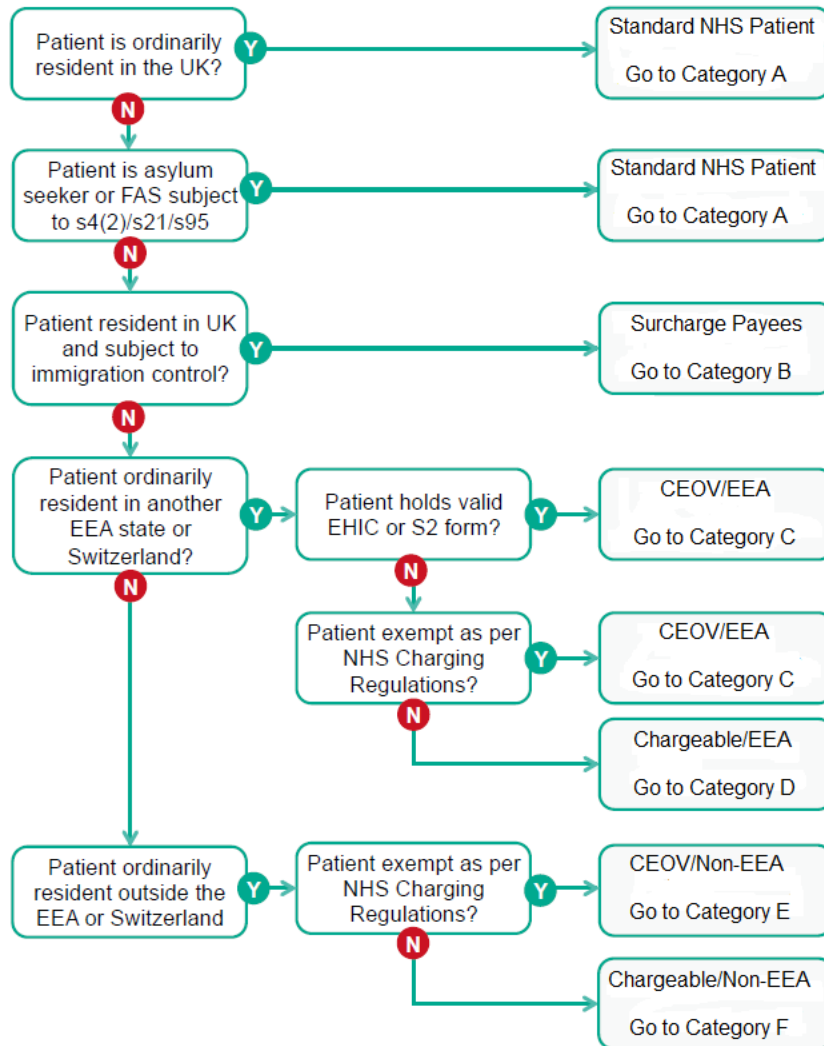 Patient is ordinarily
resident in the UK?
Y
Standard NHS Patient
Go to Category A
N
Patient is asylum
seeker or FAS subject
to s4(2)/s21/s95
Y
Standard NHS Patient
Go to Category A
N
Patient resident in UK
and subject to
immigration control?
Y
Surcharge Payees
Go to Category B
N
Patient ordinarily
resident in another
EEA state or
Switzerland?
Y
Patient holds valid
EHIC or S2 form?
Y
CEOV/EEA
Go to Category C
N
N
Patient exempt as per
NHS Charging
Regulations?
Y
CEOV/EEA
Go to Category C
N
Chargeable/EEA
Go to Category D
Patient ordinarily
resident outside the
EEA or Switzerland
Y
Patient exempt as per
NHS Charging
Regulations?
Y
CEOV/Non-EEA
Go to Category E
N
Chargeable/Non-EEA
Go to Category F